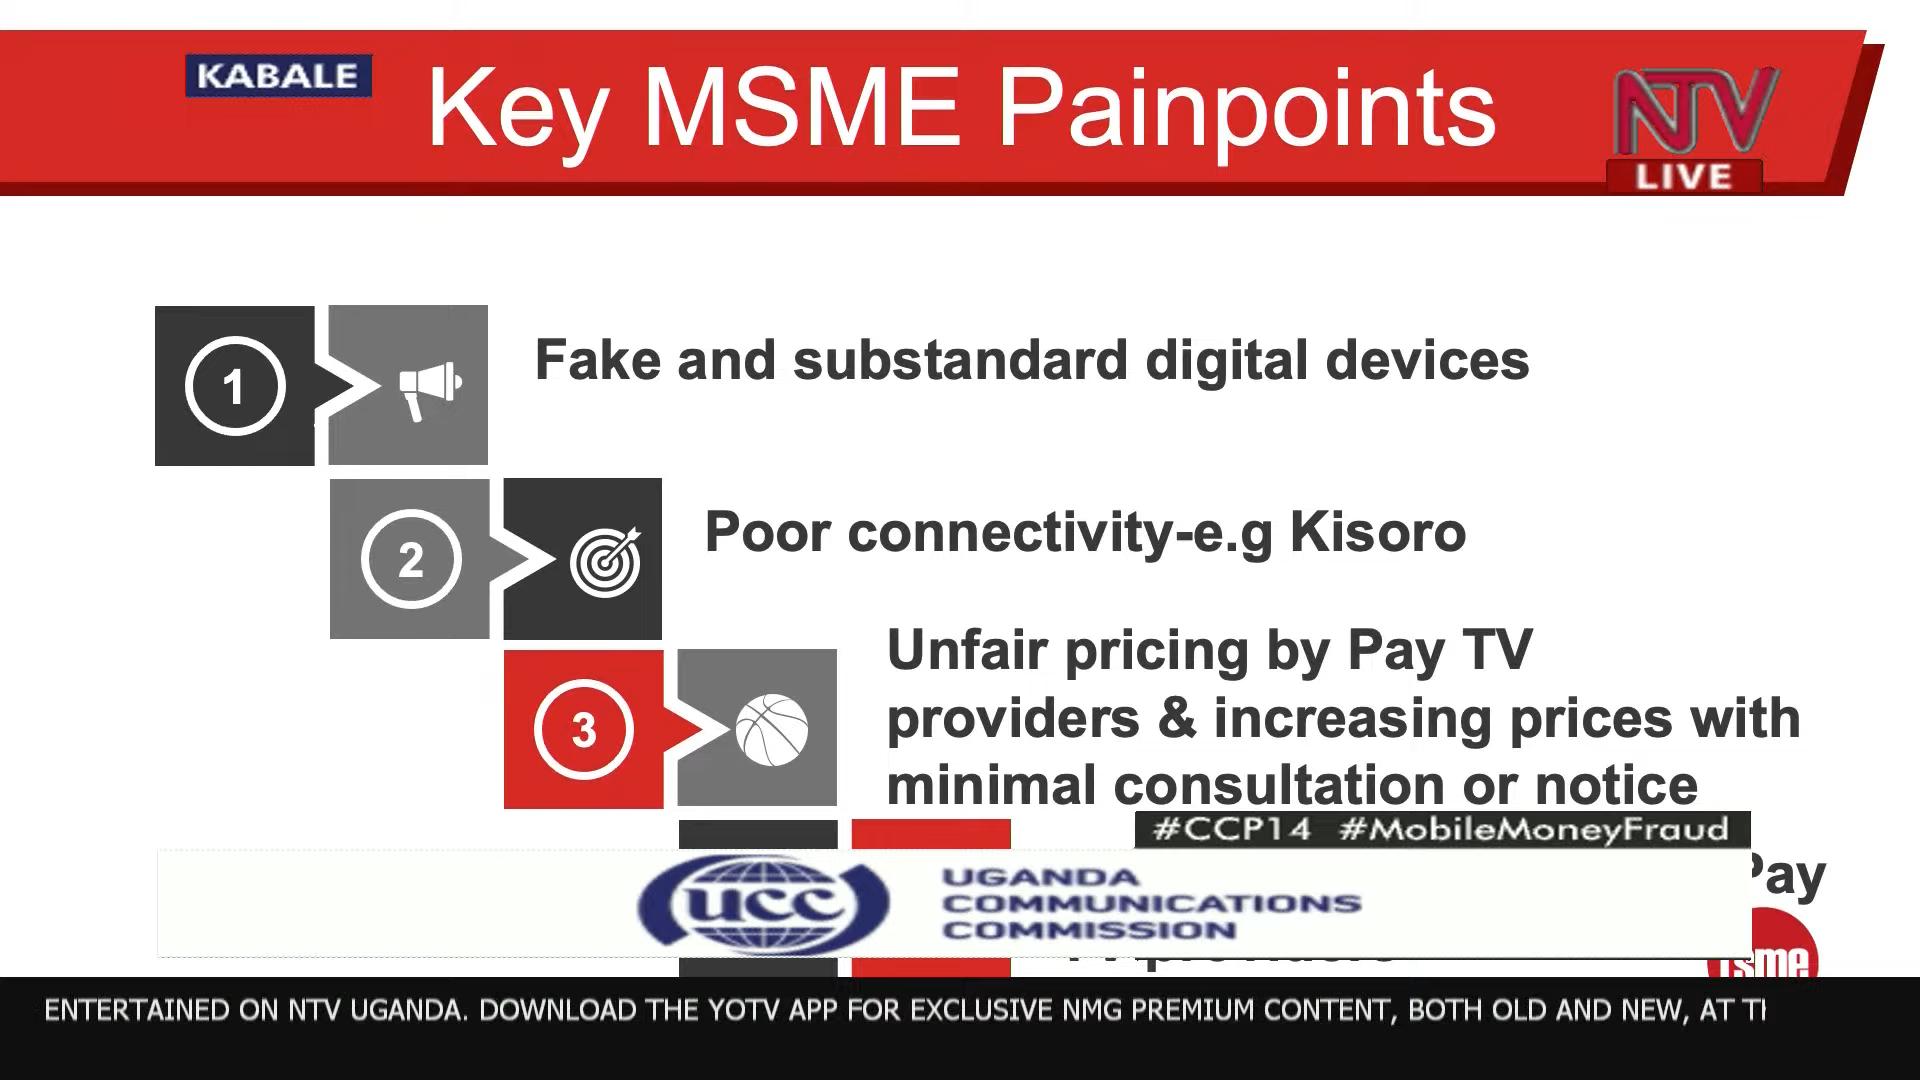 KABALE
Key MSME Painpoints
NTV
LIVE
1
Fake and substandard digital devices
2
Poor connectivity-e.g Kisoro
3
Unfair pricing by Pay TV
providers & increasing prices with
minimal consultation or notice
#CCP14 #MobileMoneyFraud
Pay
ucc
UGANDA
COMMUNICATIONS
COMMISSION
ENTERTAINED ON NTV UGANDA. DOWNLOAD THE YOTV APP FOR EXCLUSIVE NMG PREMIUM CONTENT, BOTH OLD AND NEW, AT